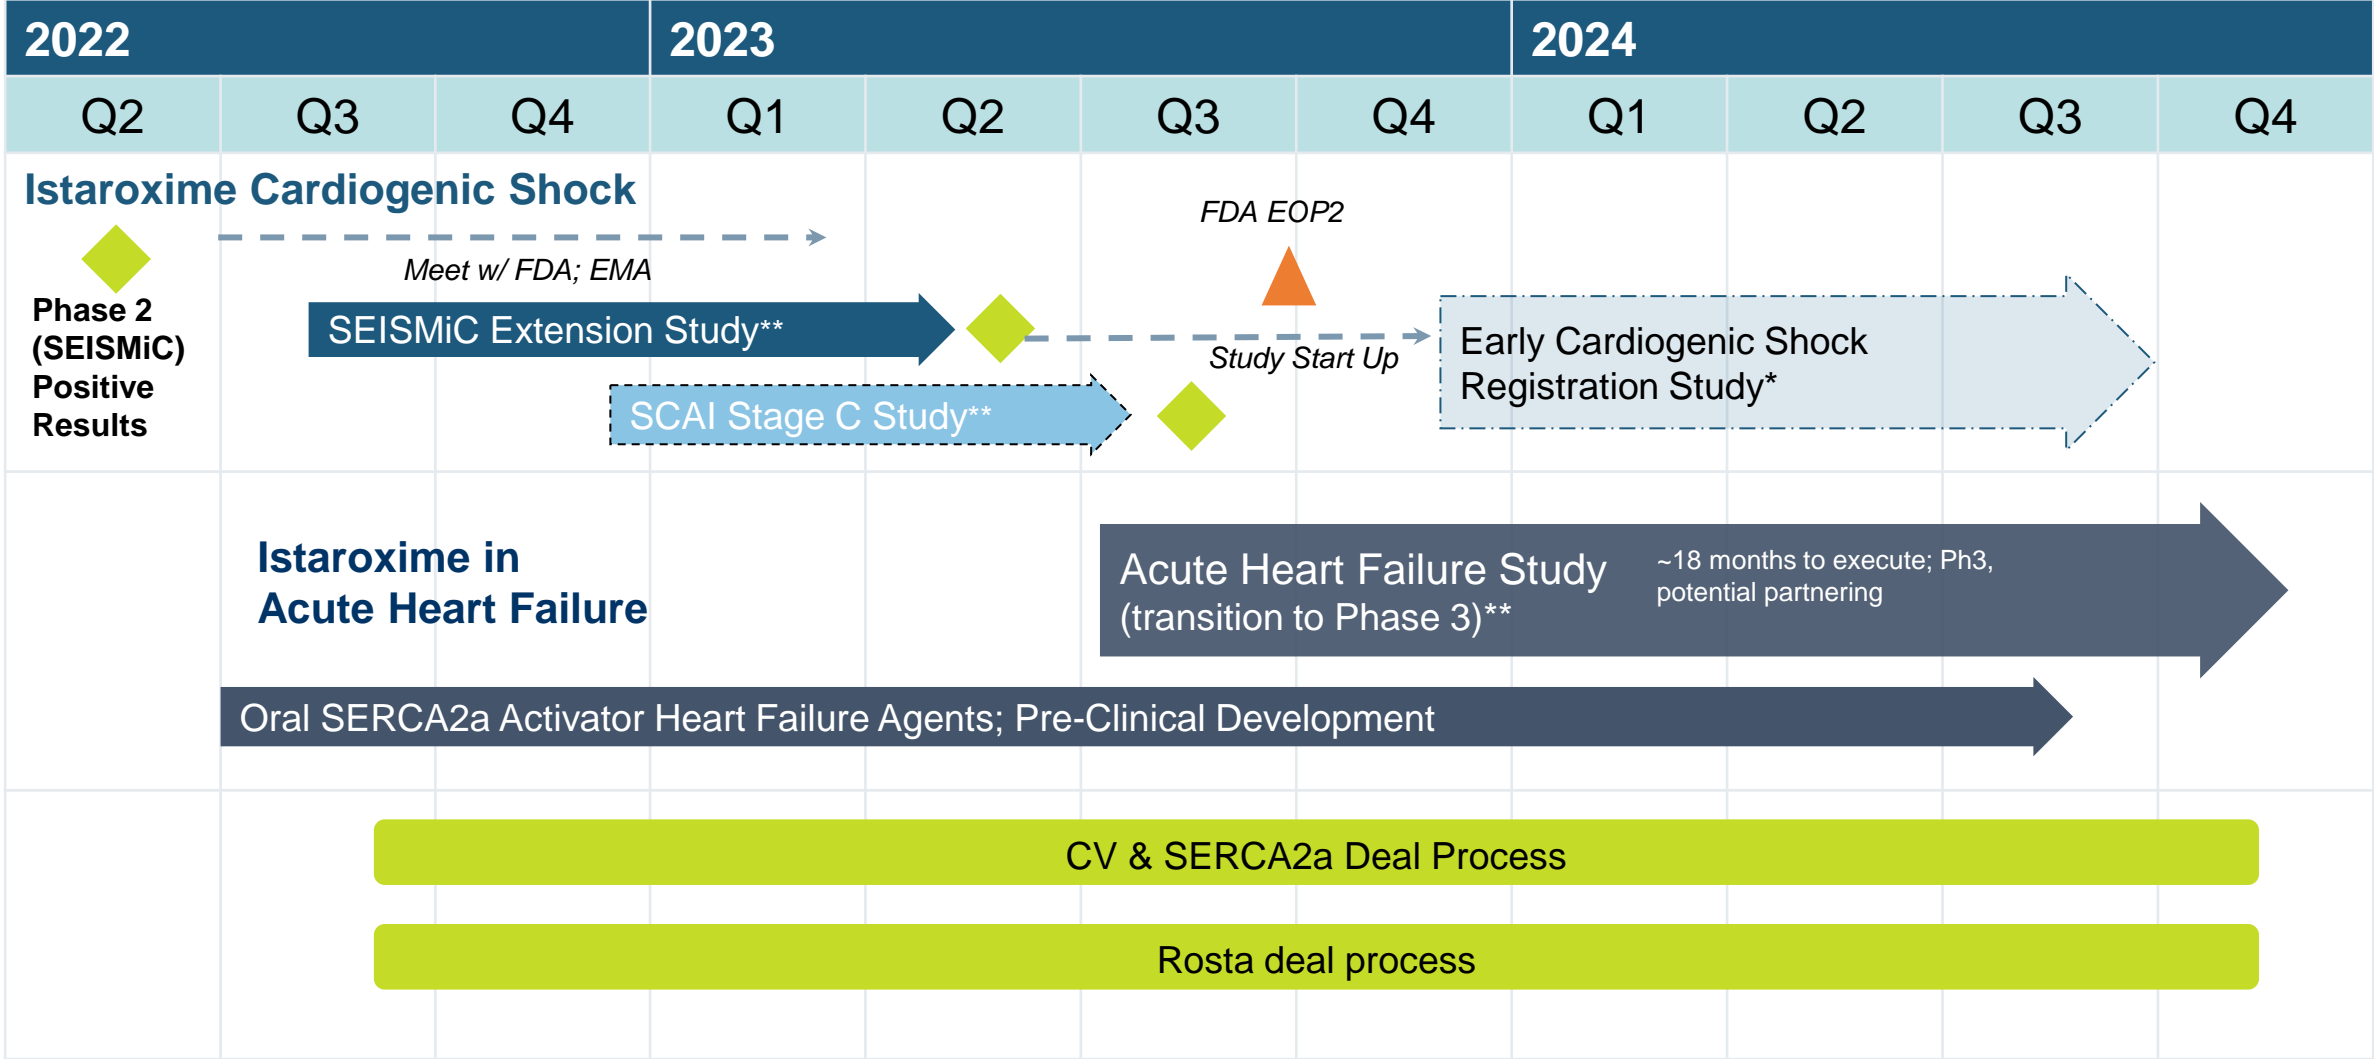 2022
2023
2024
Q2
Q3
Q4
Q1
Q2
Q3
Q4
Q1
Q2
Q3
Q4
Istaroxime Cardiogenic Shock
FDA EOP2
Meet w/ FDA; EMA
Phase 2
(SEISMiC)
Positive
Results
SEISMiC Extension Study**
Study Start Up
Early Cardiogenic Shock
Registration Study*
SCAI Stage C Study**
Istaroxime in
Acute Heart Failure
Acute Heart Failure Study
(transition to Phase 3)**
~18 months to execute; Ph3,
potential partnering
Oral SERCA2a Activator Heart Failure Agents; Pre-Clinical Development
CV & SERCA2a Deal Process
Rosta deal process